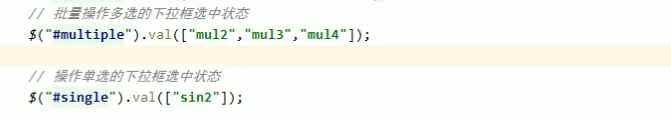 // 批量操作多选的下拉框选中状态
$("#multiple").val(["mul2","mul3","mul4"]);
// 操作单选的下拉框选中状态
$("#single").val(["sin2"]);